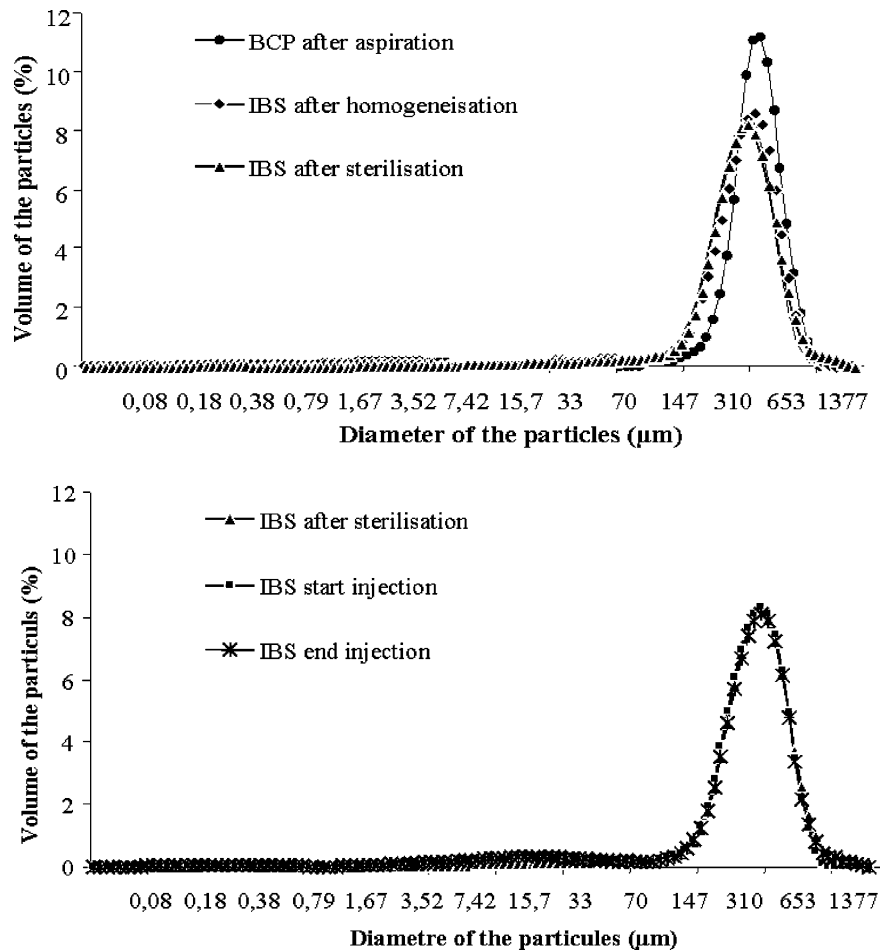 12
10
8
6
4
2
0
Volume of the particles (%)
BCP after aspiration
IBS after homogeneisation
IBS after sterilisation
0,08 0,18 0,38 0,79 1,67 3,52 7,42 15,7 33 70 147 310 653 1377
Diameter of the particles (µm)
12
10
8
6
4
2
0
Volume of the particuls (%)
IBS after sterilisation
IBS start injection
IBS end injection
0,08 0,18 0,38 0,79 1,67 3,52 7,42 15,7 33 70 147 310 653 1377
Diametre of the particules (µm)